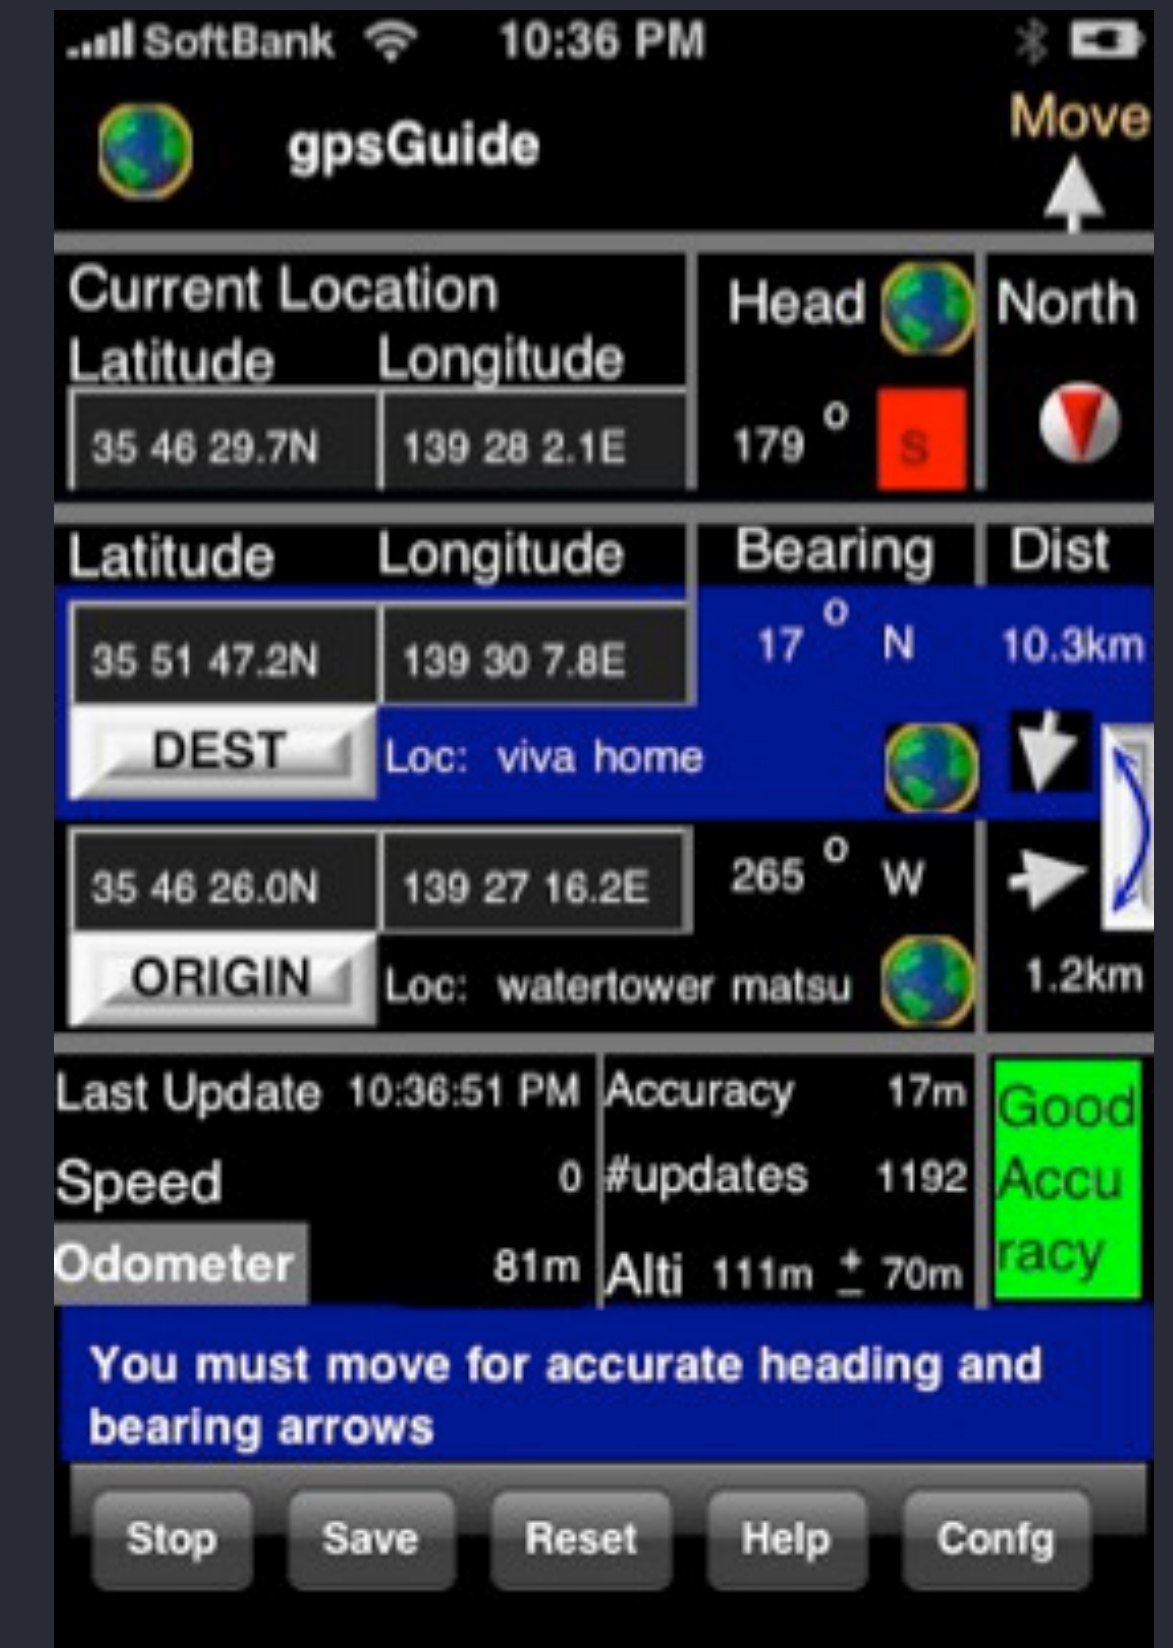 SoftBank 10:36 PM
gpsGuide
Move
Current Location
Head
North
Latitude Longitude
35 46 29.7N 139 28 2.1E 179 ° S
Latitude Longitude Bearing Dist
35 51 47.2N 139 30 7.8E 17 ° N 10.3km
DEST Loc: viva home
35 46 26.0N 139 27 16.2E 265 ° W
ORIGIN Loc: watertower matsu 1.2km
Last Update 10:36:51 PM Accuracy 17m
Speed 0 #updates 1192
Odometer 81m Alti 111m ± 70m
Good
Accu
racy
You must move for accurate heading and
bearing arrows
Stop Save Reset Help Confg